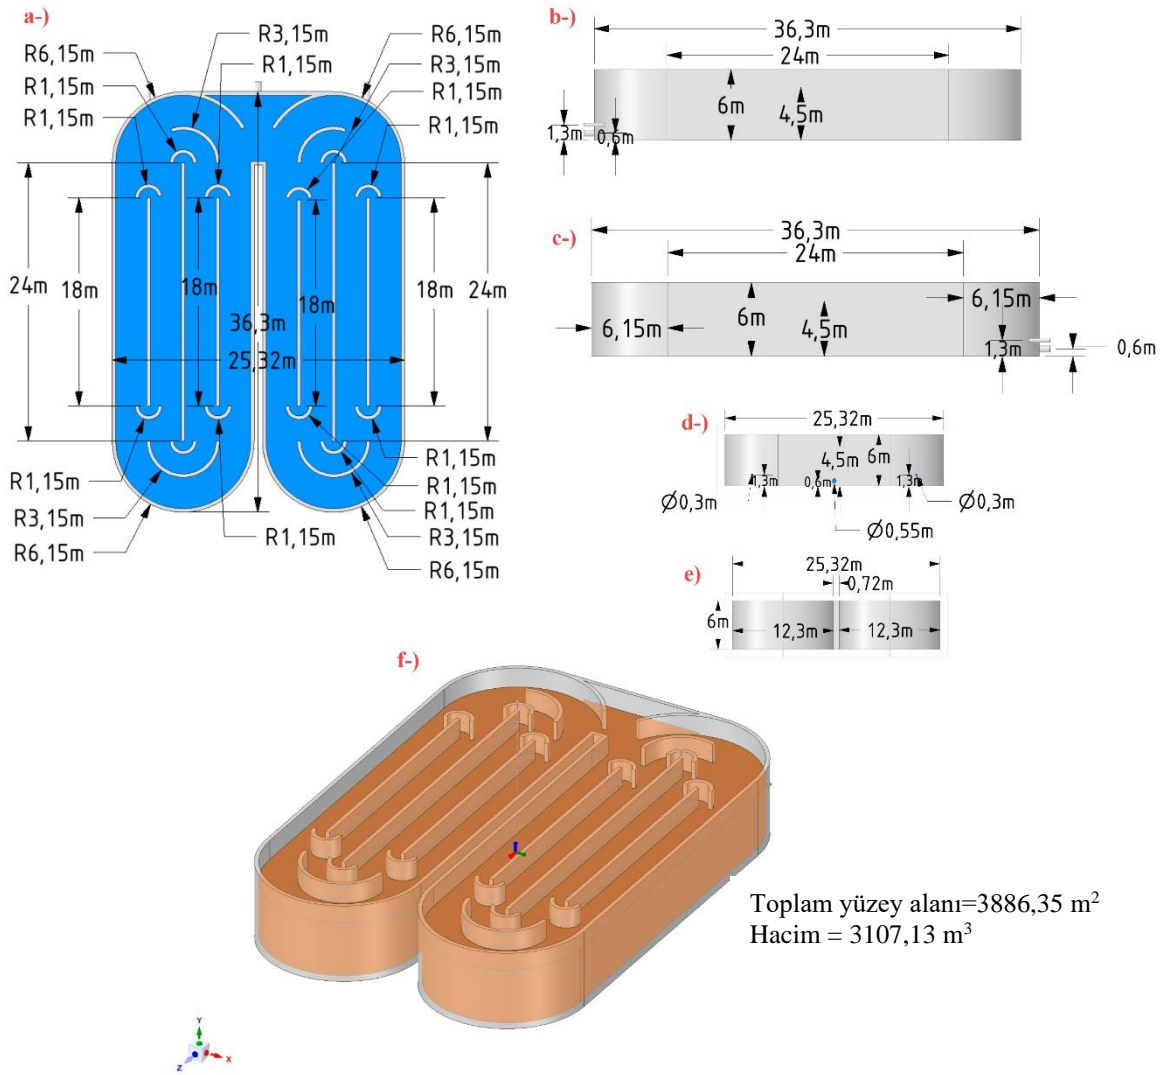 a-)
R3,15m
R6,15m
R6,15m
R1,15m
R3,15m
R1,15m
R1,15m
R1,15m
R1,15m
24m
18m
18m
18m
18m
24m
36,3m
25,32m
R1,15m
R3,15m
R6,15m
R1,15m
R1,15m
R1,15m
R1,15m
R3,15m
R6,15m
b-)
36,3m
24m
6m
4,5m
1,3m
0,6m
c-)
36,3m
24m
6,15m
6m
4,5m
6,15m
1,3m
0,6m
d-)
25,32m
4,5m
6m
1,3m
0,6m
1,3m
Ø0,3m
Ø0,3m
Ø0,55m
e)
25,32m
0,72m
6m
12,3m
12,3m
f-)
Toplam yüzey alanı=3886,35 m²
Hacim = 3107,13 m³
Y
X
Z